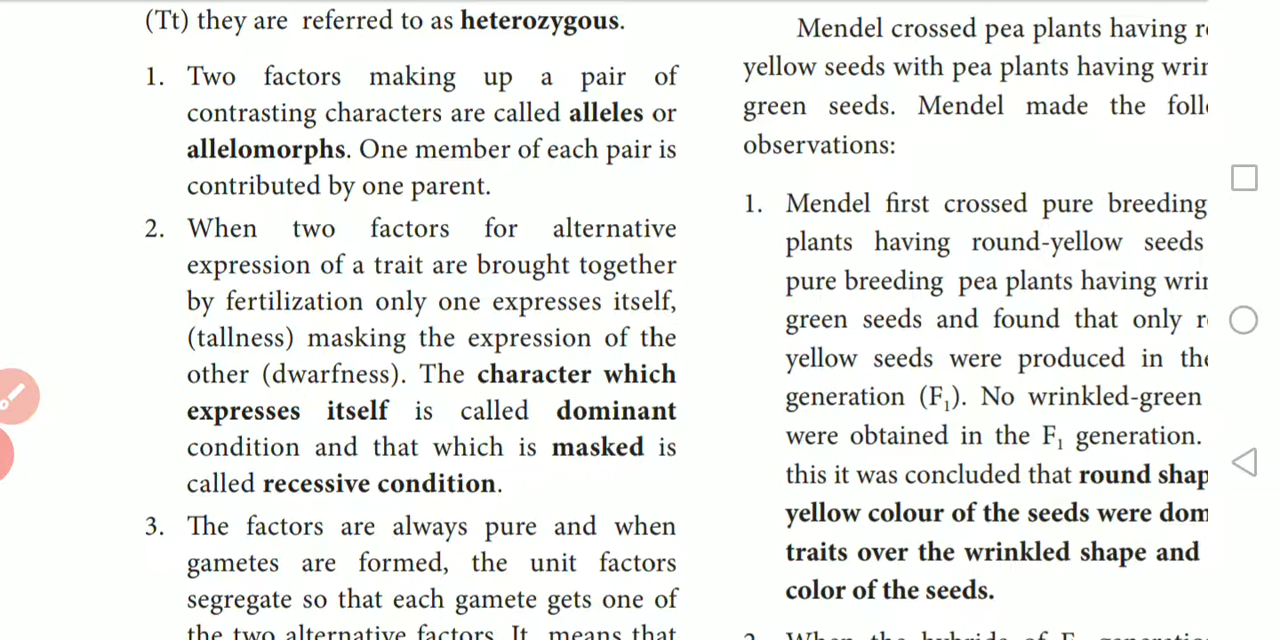 (Tt) they are referred to as heterozygous.
1. Two factors making up a pair of
contrasting characters are called alleles or
allelomorphs. One member of each pair is
contributed by one parent.
2. When two factors for alternative
expression of a trait are brought together
by fertilization only one expresses itself,
(tallness) masking the expression of the
other (dwarfness). The character which
expresses itself is called dominant
condition and that which is masked is
called recessive condition.
3. The factors are always pure and when
gametes are formed, the unit factors
segregate so that each gamete gets one of
the two alternative factors. It means that
Mendel crossed pea plants having
yellow seeds with pea plants having
green seeds. Mendel made the
observations:
1. Mendel first crossed pure breeding
plants having round-yellow seeds
pure breeding pea plants having
green seeds and found that only
yellow seeds were produced in
generation (F₁). No wrinkled-green
were obtained in the F₁ generation.
this it was concluded that round
yellow colour of the seeds were
traits over the wrinkled shape and
color of the seeds.